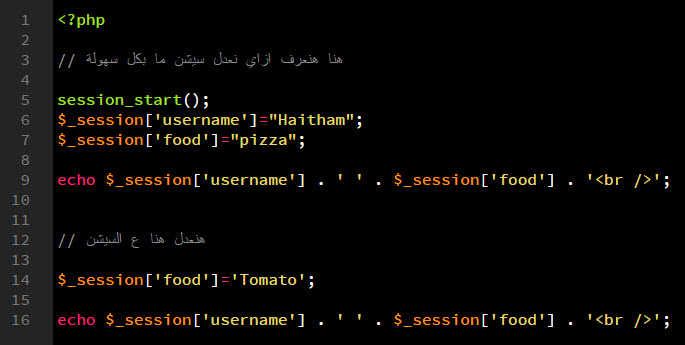 1 <?php
2
3 // هنا هنعرف ازاي نعدل سيشن ما بكل سهولة
4
5 session_start();
6 $_session['username']="Haitham";
7 $_session['food']="pizza";
8
9 echo $_session['username'] . ' ' . $_session['food'] . '<br />';
10
11
12 // هنعدل هنا ع السيشن
13
14 $_session['food']='Tomato';
15
16 echo $_session['username'] . ' ' . $_session['food'] . '<br />';